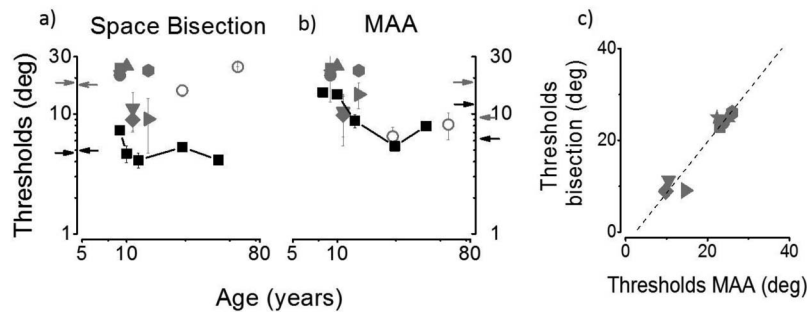 a) Space Bisection
b) MAA
c)
Thresholds (deg)
30
10
1
5 10 80
5 10 80
30
10
1
Age (years)
Thresholds
bisection (deg)
40
20
0
0 20 40
Thresholds MAA (deg)